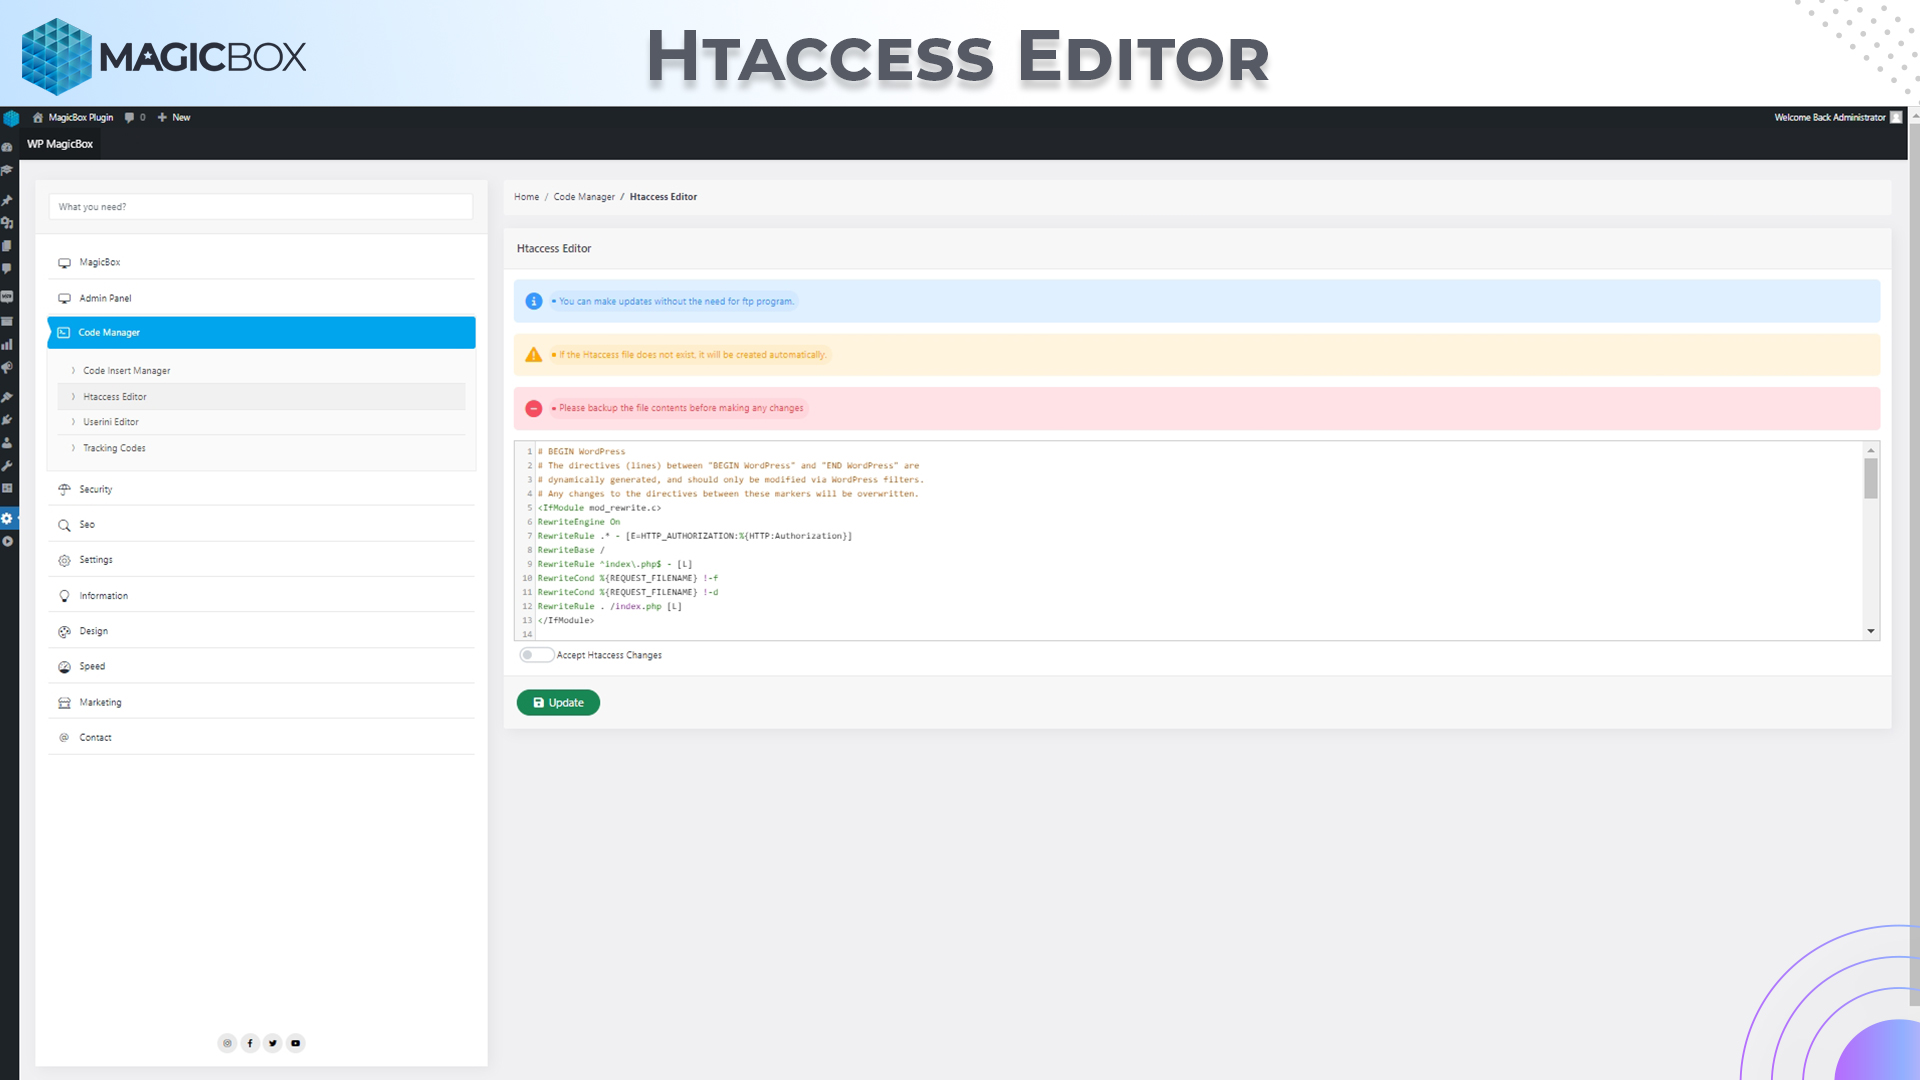 MAGICBOX
HTACCESS EDITOR
MagicBox Plugin 0 New
Welcome Back Administrator
WP MagicBox
What you need?
MagicBox
Admin Panel
Code Manager
Code Insert Manager
Htaccess Editor
Userini Editor
Tracking Codes
Security
Seo
Settings
Information
Design
Speed
Marketing
Contact
Home / Code Manager / Htaccess Editor
Htaccess Editor
You can make updates without the need for ftp program.
If the Htaccess file does not exist, it will be created automatically.
Please backup the file contents before making any changes
1 # BEGIN WordPress
2 # The directives (lines) between "BEGIN WordPress" and "END WordPress" are
3 # dynamically generated, and should only be modified via WordPress filters.
4 # Any changes to the directives between these markers will be overwritten.
5 <IfModule mod_rewrite.c>
6 RewriteEngine On
7 RewriteRule .* - [E=HTTP_AUTHORIZATION:%{HTTP:Authorization}]
8 RewriteBase /
9 RewriteRule ^index\.php$ - [L]
10 RewriteCond %{REQUEST_FILENAME} !-f
11 RewriteCond %{REQUEST_FILENAME} !-d
12 RewriteRule . /index.php [L]
13 </IfModule>
14
Accept Htaccess Changes
Update